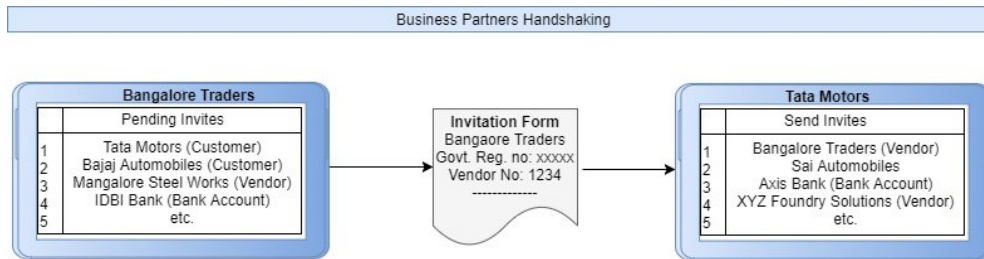 Business Partners Handshaking
Bangalore Traders
Pending Invites
1 Tata Motors (Customer)
2 Bajaj Automobiles (Customer)
3 Mangalore Steel Works (Vendor)
4 IDBI Bank (Bank Account)
5 etc.
Invitation Form
Bangaore Traders
Govt. Reg. no: xxxxx
Vendor No: 1234
-------------
Tata Motors
Send Invites
1 Bangalore Traders (Vendor)
2 Sai Automobiles
3 Axis Bank (Bank Account)
4 XYZ Foundry Solutions (Vendor)
5 etc.